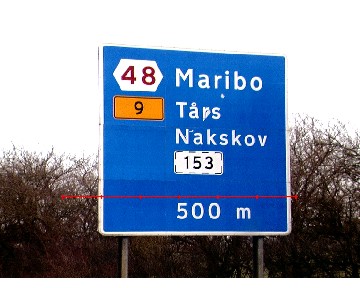 48 Maribo
9 Tårs
Nakskov
153
500 m